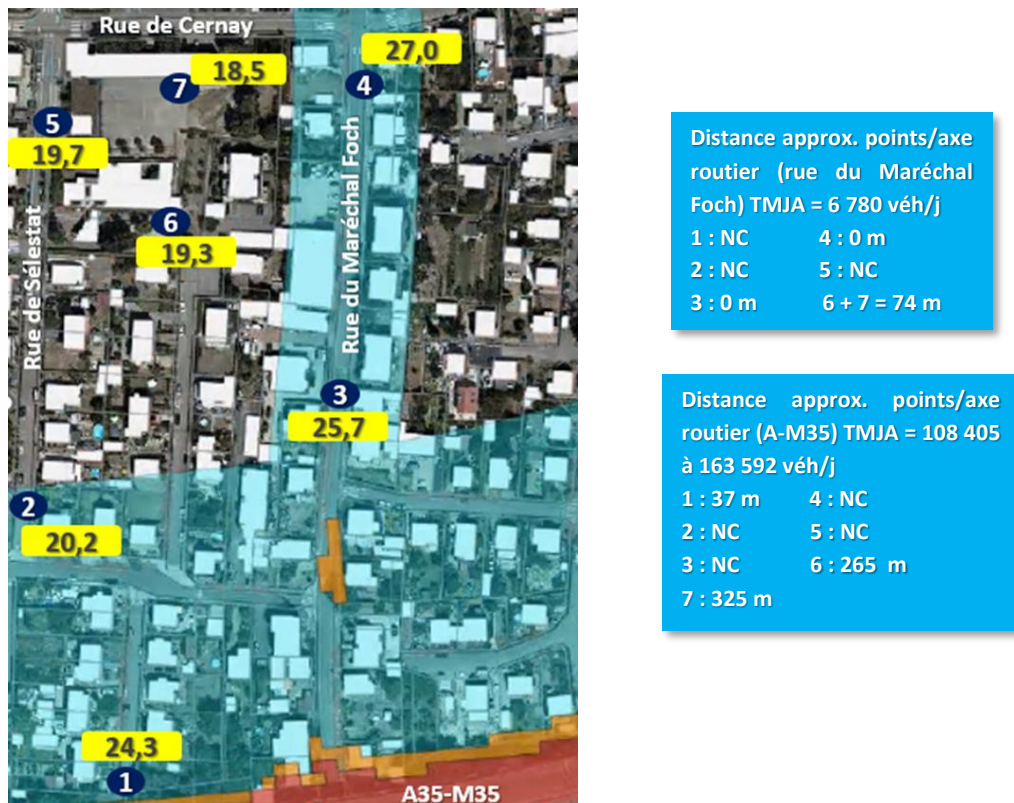 Rue de Cernay
27,0
18,5
4
7
5
19,7
6
19,3
Rue de Sélestat
Rue du Maréchal Foch
3
25,7
2
20,2
24,3
1
A35-M35
Distance approx. points/axe
routier (rue du Maréchal
Foch) TMJA = 6 780 véh/j
1 : NC 4 : 0 m
2 : NC 5 : NC
3 : 0 m 6 + 7 = 74 m
Distance approx. points/axe
routier (A-M35) TMJA = 108 405
à 163 592 véh/j
1 : 37 m 4 : NC
2 : NC 5 : NC
3 : NC 6 : 265 m
7 : 325 m